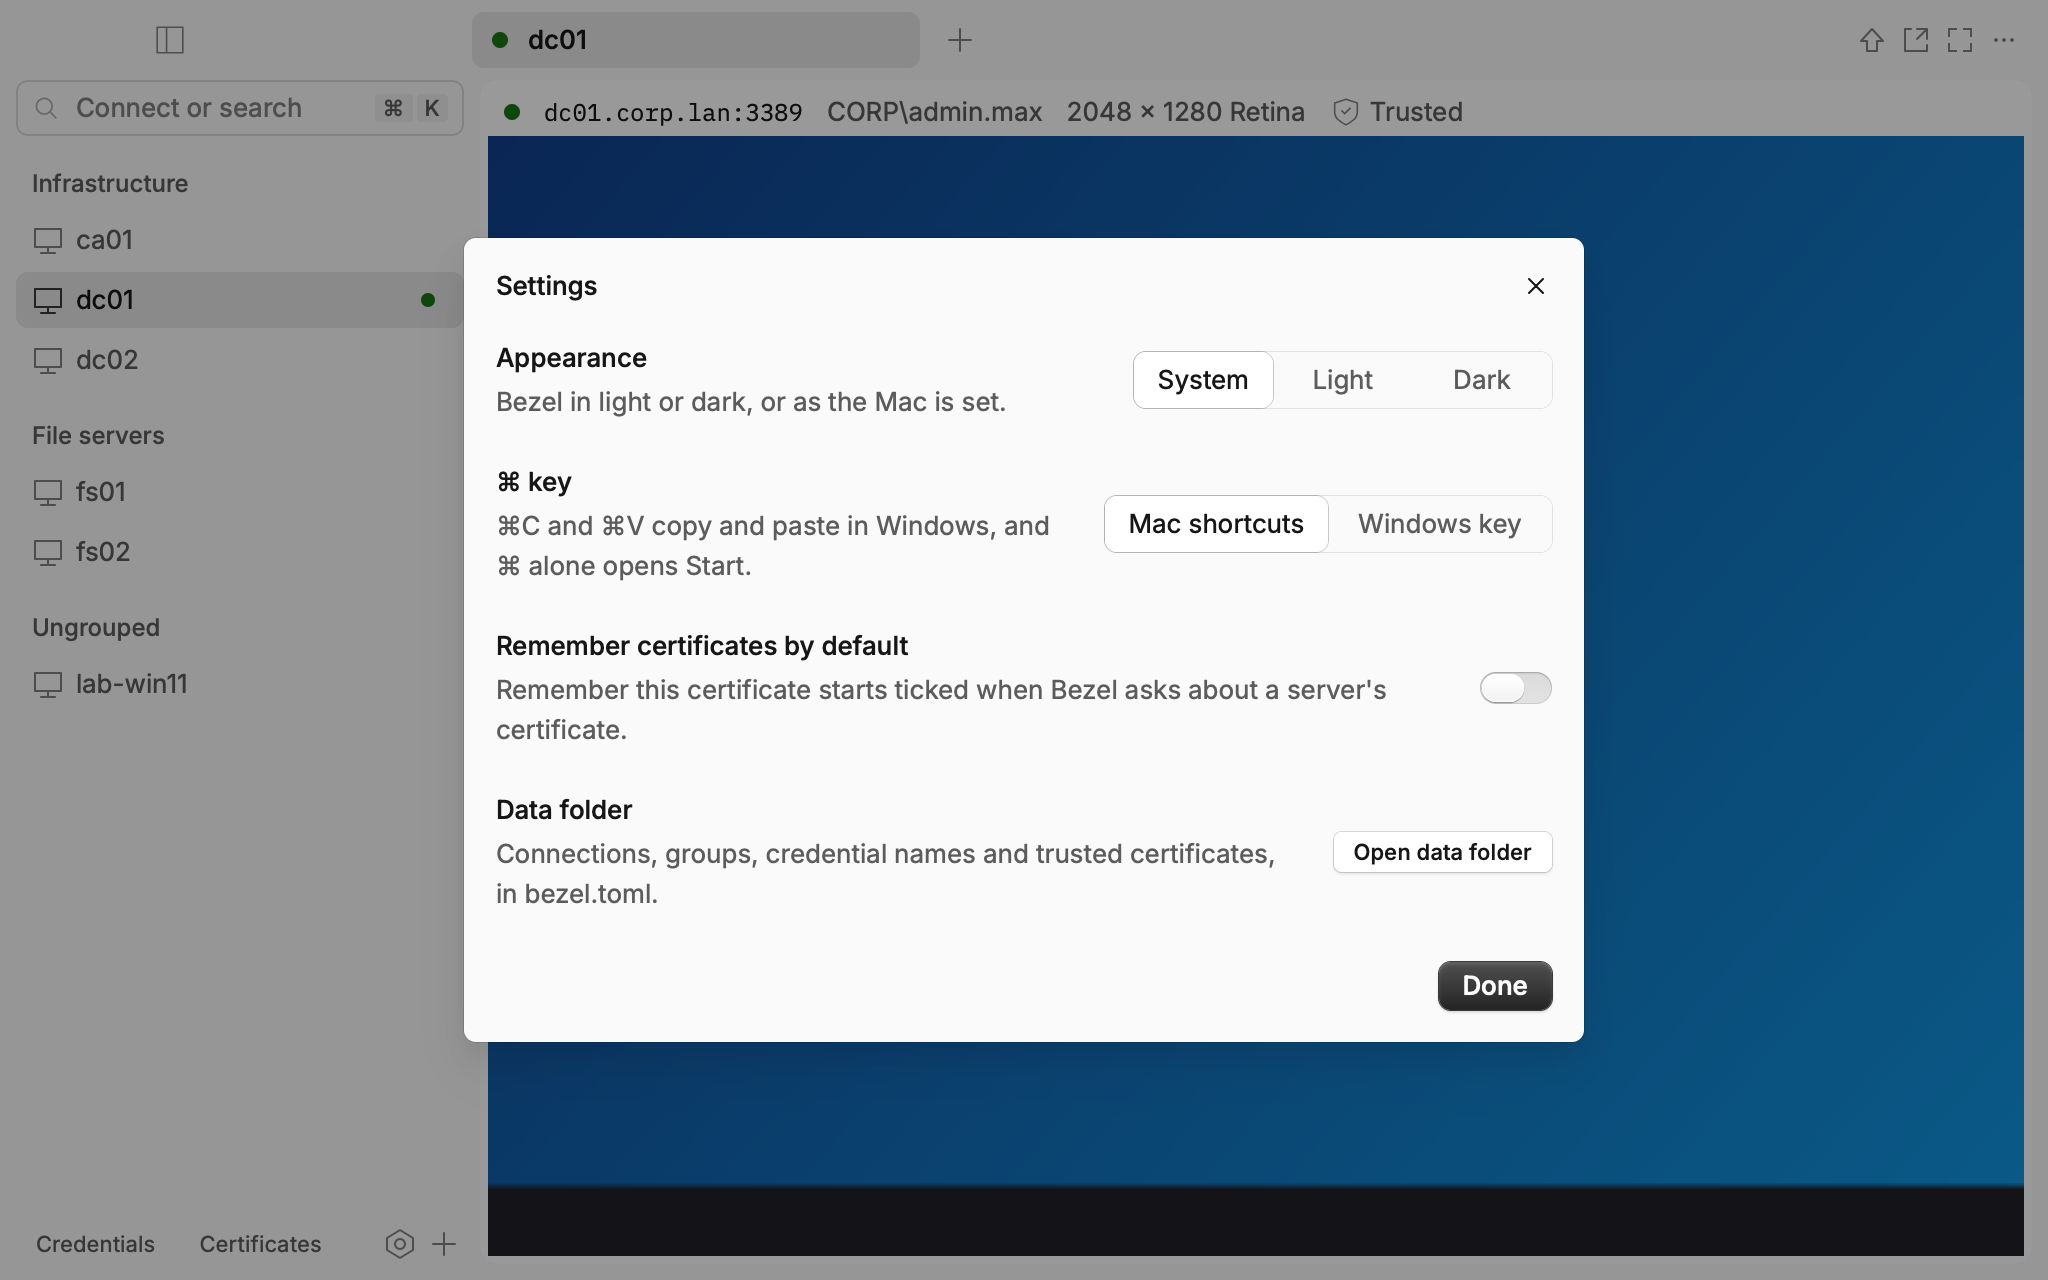 dc01
Connect or search ⌘ K
dc01.corp.lan:3389 CORP\admin.max 2048 × 1280 Retina Trusted
Infrastructure
ca01
dc01
dc02
File servers
fs01
fs02
Ungrouped
lab-win11
Credentials Certificates
Settings
Appearance
Bezel in light or dark, or as the Mac is set.
System Light Dark
⌘ key
⌘C and ⌘V copy and paste in Windows, and
⌘ alone opens Start.
Mac shortcuts Windows key
Remember certificates by default
Remember this certificate starts ticked when Bezel asks about a server's
certificate.
Data folder
Connections, groups, credential names and trusted certificates,
in bezel.toml.
Open data folder
Done